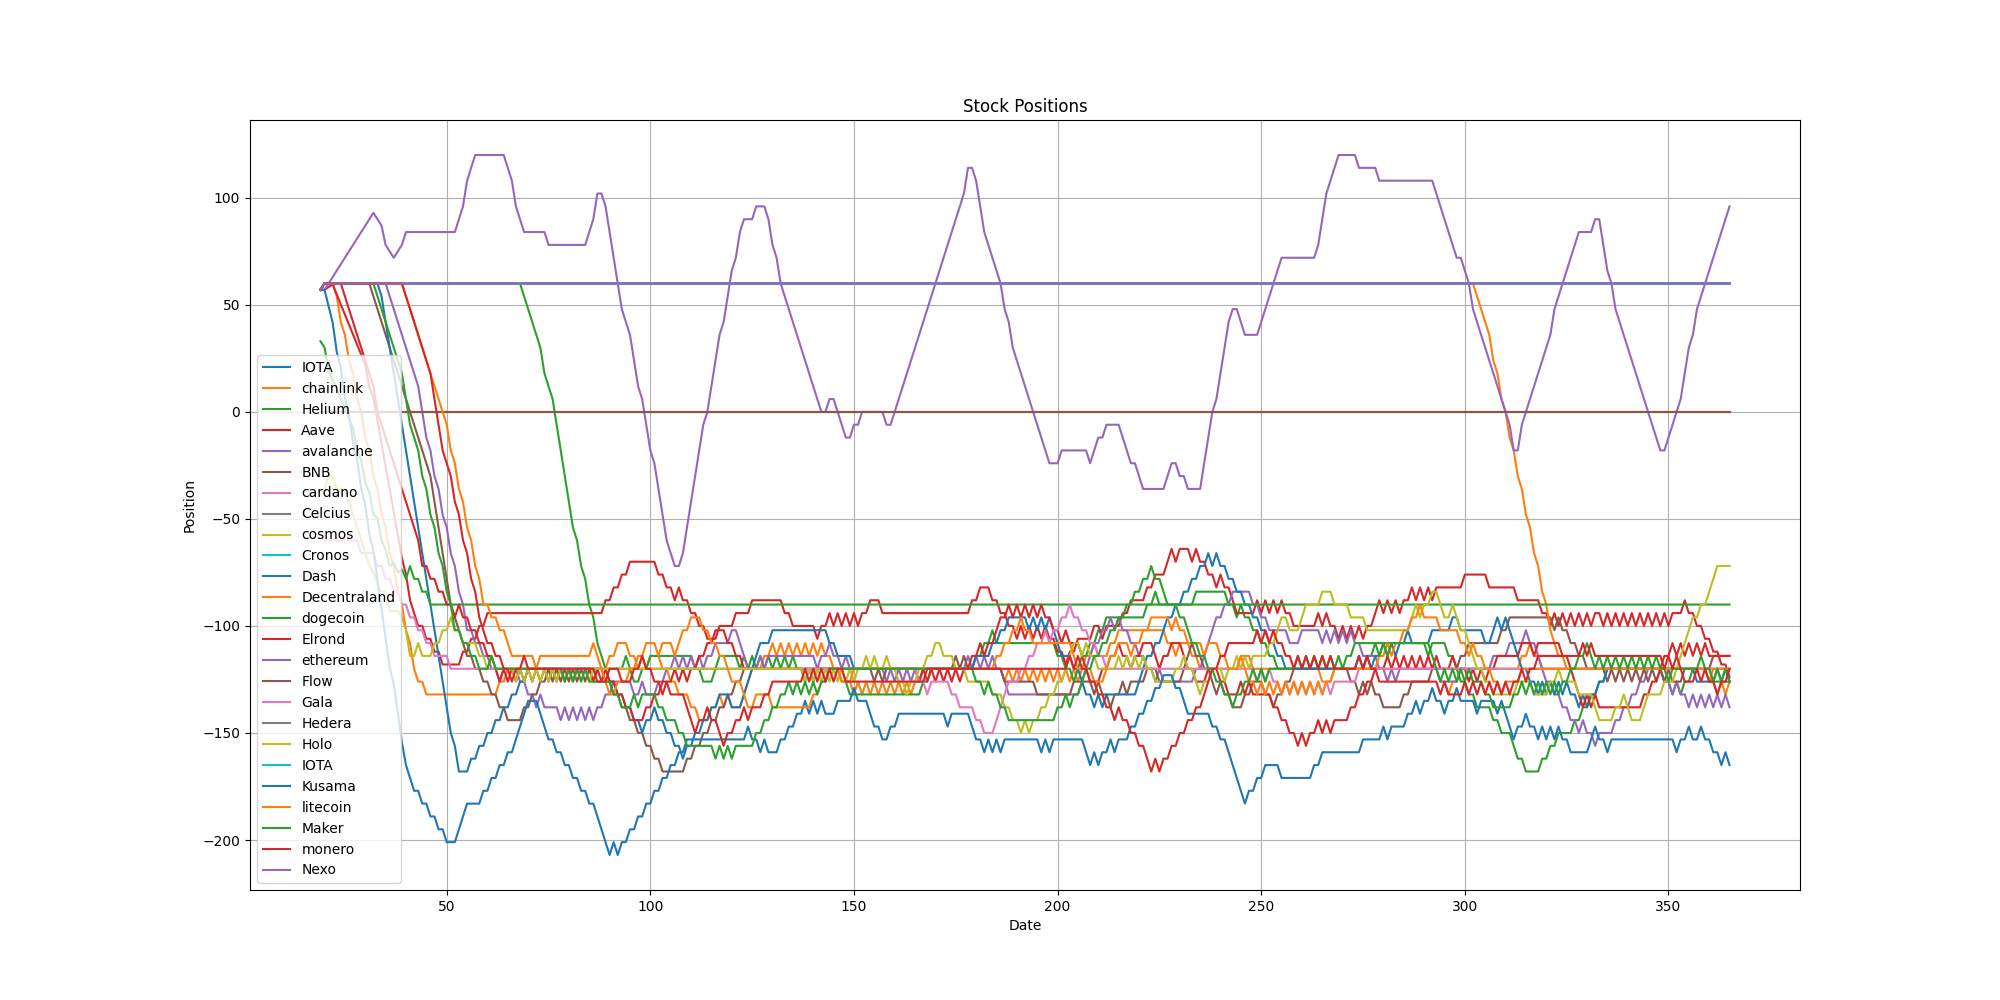 Stock Positions
100
50
0
−50
−100
−150
−200
Position
IOTA
chainlink
Helium
Aave
avalanche
BNB
cardano
Celcius
cosmos
Cronos
Dash
Decentraland
dogecoin
Elrond
ethereum
Flow
Gala
Hedera
Holo
IOTA
Kusama
litecoin
Maker
monero
Nexo
50 100 150 200 250 300 350
Date